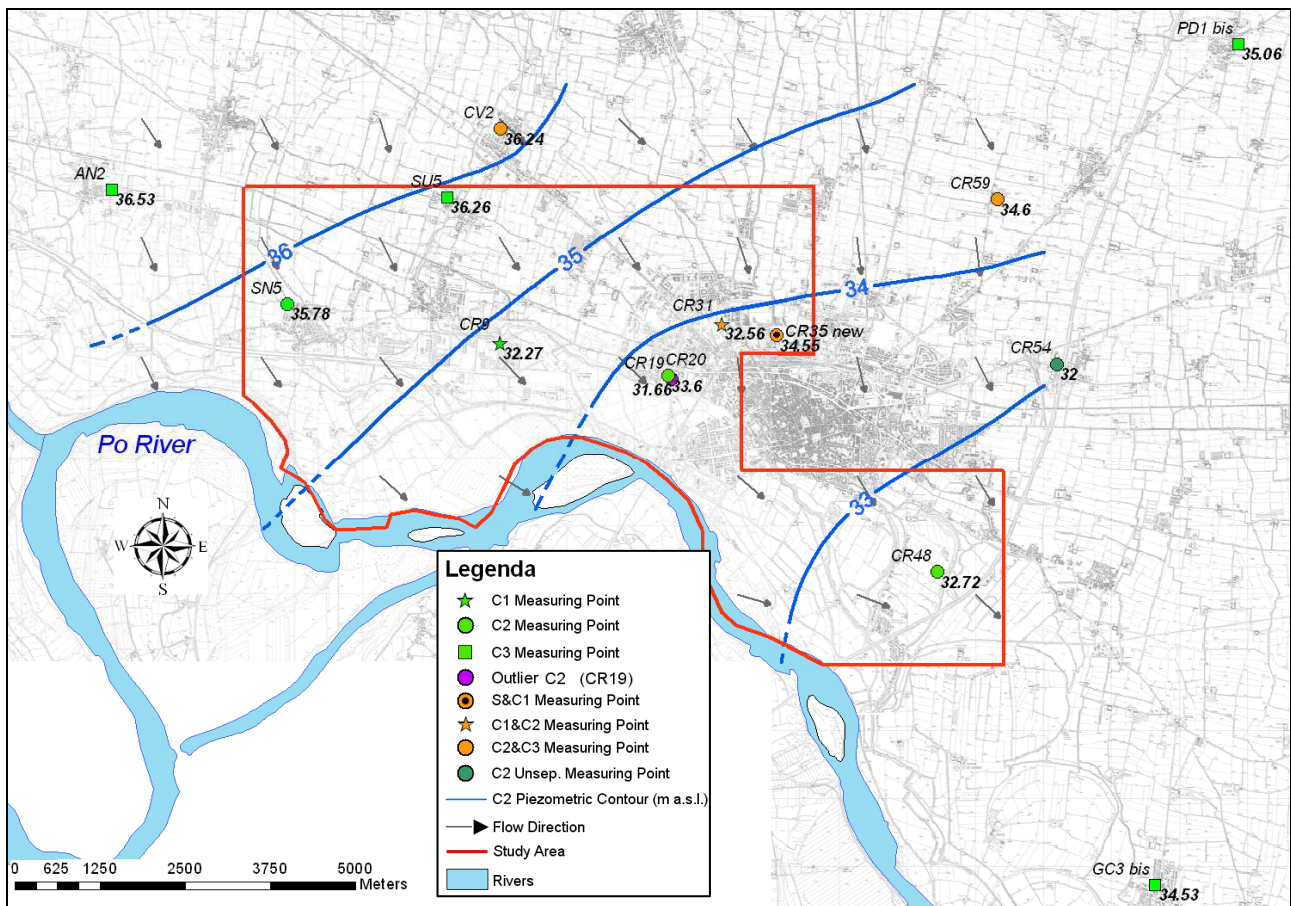 PD1 bis
35.06
CV2
36.24
AN2
36.53
SU5
36.26
CR59
34.6
36
35
34
SN5
35.78
CR9
32.27
CR31
32.56
CR35 new
34.55
CR19
CR20
31.66
33.6
CR54
32
33
Po River
N
W
E
S
CR48
32.72
Legenda
C1 Measuring Point
C2 Measuring Point
C3 Measuring Point
Outlier C2 (CR19)
S&C1 Measuring Point
C1&C2 Measuring Point
C2&C3 Measuring Point
C2 Unsep. Measuring Point
C2 Piezometric Contour (m a.s.l.)
Flow Direction
Study Area
Rivers
0 625 1250 2500 3750 5000
Meters
GC3 bis
34.53